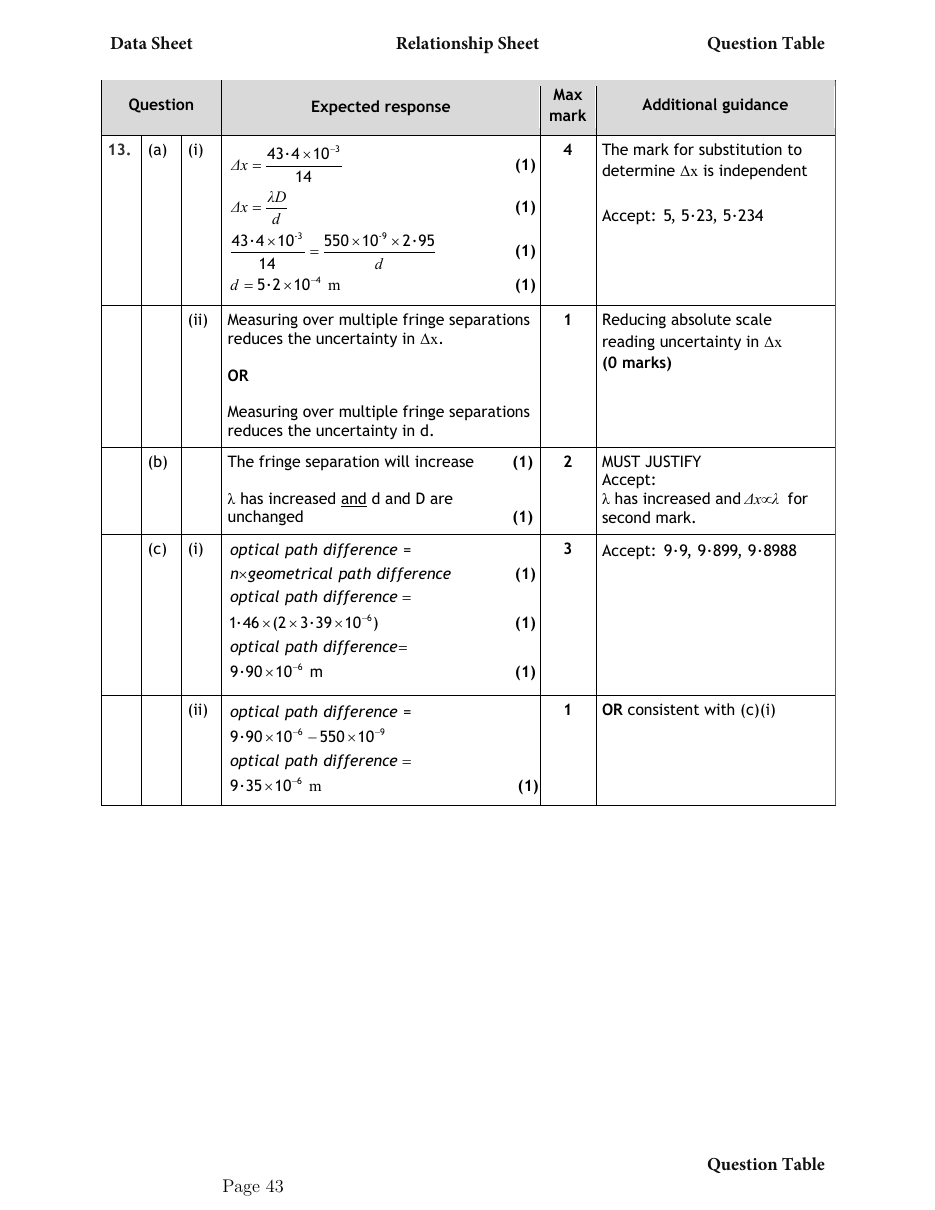 Data Sheet Relationship Sheet Question Table
Question Expected response Max mark Additional guidance
13. (a) (i) Δx = 43·4×10⁻³ / 14 (1) 4 The mark for substitution to
determine Δx is independent
Δx = λD / d (1)
Accept: 5, 5·23, 5·234
43·4×10⁻³ / 14 = 550×10⁻⁹×2·95 / d (1)
d = 5·2×10⁻⁴ m (1)
(ii) Measuring over multiple fringe separations 1 Reducing absolute scale
reduces the uncertainty in Δx. reading uncertainty in Δx
(0 marks)
OR
Measuring over multiple fringe separations
reduces the uncertainty in d.
(b) The fringe separation will increase (1) 2 MUST JUSTIFY
Accept:
λ has increased and d and D are λ has increased and Δx∝λ for
unchanged (1) second mark.
(c) (i) optical path difference = 3 Accept: 9·9, 9·899, 9·8988
n×geometrical path difference (1)
optical path difference =
1·46×(2×3·39×10⁻⁶) (1)
optical path difference=
9·90×10⁻⁶ m (1)
(ii) optical path difference = 1 OR consistent with (c)(i)
9·90×10⁻⁶ −550×10⁻⁹
optical path difference =
9·35×10⁻⁶ m (1)
Question Table
Page 43